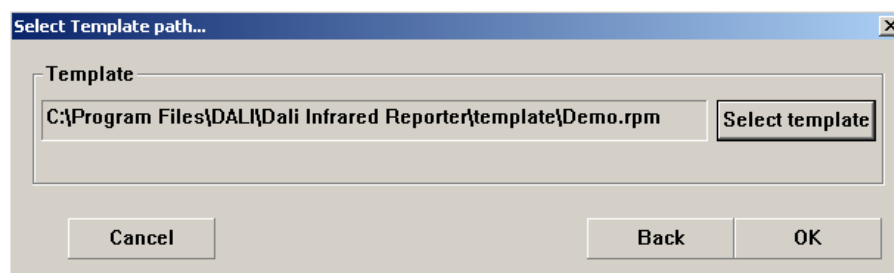 Select Template path...
Template
C:\Program Files\DALI\Dali Infrared Reporter\template\Demo.rpm
Select template
Cancel
Back
OK